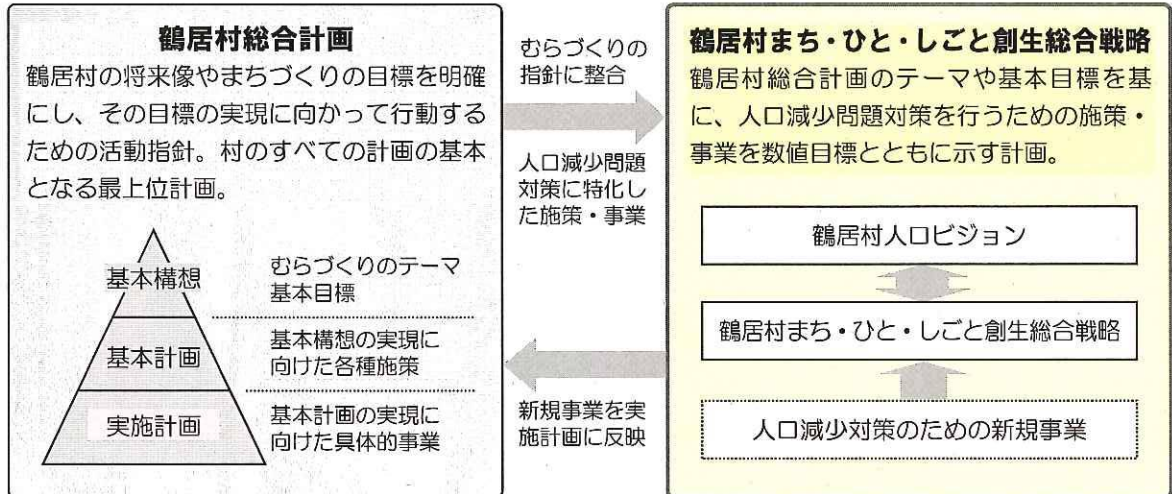 鶴居村総合計画
鶴居村の将来像やまちづくりの目標を明確
にし、その目標の実現に向かって行動する
ための活動指針。村のすべての計画の基本
となる最上位計画。
基本構想
むらづくりのテーマ
基本目標
基本計画
基本構想の実現に
向けた各種施策
実施計画
基本計画の実現に
向けた具体的事業
むらづくりの
指針に整合
人口減少問題
対策に特化し
た施策・事業
新規事業を実
施計画に反映
鶴居村まち・ひと・しごと創生総合戦略
鶴居村総合計画のテーマや基本目標を基
に、人口減少問題対策を行うための施策・
事業を数値目標とともに示す計画。
鶴居村人口ビジョン
鶴居村まち・ひと・しごと創生総合戦略
人口減少対策のための新規事業